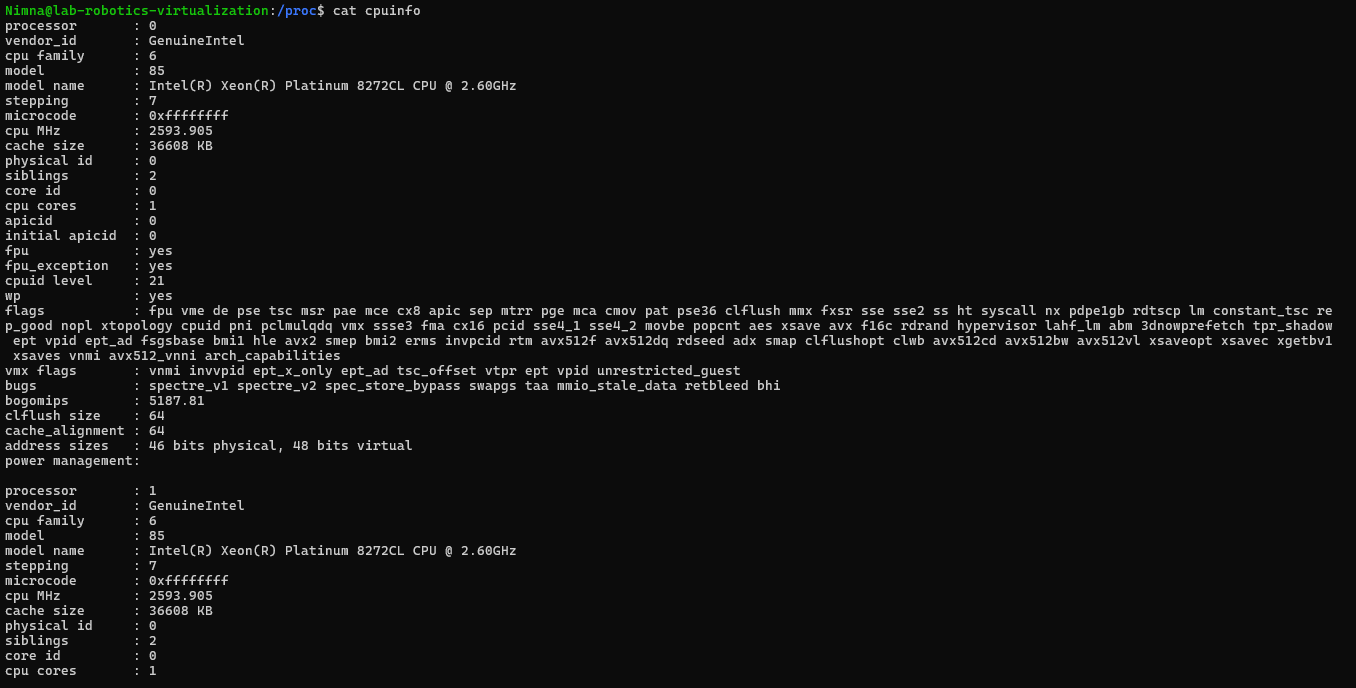 Nimna@lab-robotics-virtualization:/proc$ cat cpuinfo
processor       : 0
vendor_id       : GenuineIntel
cpu family      : 6
model           : 85
model name      : Intel(R) Xeon(R) Platinum 8272CL CPU @ 2.60GHz
stepping        : 7
microcode       : 0xffffffff
cpu MHz         : 2593.905
cache size      : 36608 KB
physical id     : 0
siblings        : 2
core id         : 0
cpu cores       : 1
apicid          : 0
initial apicid  : 0
fpu             : yes
fpu_exception   : yes
cpuid level     : 21
wp              : yes
flags           : fpu vme de pse tsc msr pae mce cx8 apic sep mtrr pge mca cmov pat pse36 clflush mmx fxsr sse sse2 ss ht syscall nx pdpe1gb rdtscp lm constant_tsc re
p_good nopl xtopology cpuid pni pclmulqdq vmx ssse3 fma cx16 pcid sse4_1 sse4_2 movbe popcnt aes xsave avx f16c rdrand hypervisor lahf_lm abm 3dnowprefetch tpr_shadow
 ept vpid ept_ad fsgsbase bmi1 hle avx2 smep bmi2 erms invpcid rtm avx512f avx512dq rdseed adx smap clflushopt clwb avx512cd avx512bw avx512vl xsaveopt xsavec xgetbv1
 xsaves vnmi avx512_vnni arch_capabilities
vmx flags       : vnmi invvpid ept_x_only ept_ad tsc_offset vtpr ept vpid unrestricted_guest
bugs            : spectre_v1 spectre_v2 spec_store_bypass swapgs taa mmio_stale_data retbleed bhi
bogomips        : 5187.81
clflush size    : 64
cache_alignment : 64
address sizes   : 46 bits physical, 48 bits virtual
power management:

processor       : 1
vendor_id       : GenuineIntel
cpu family      : 6
model           : 85
model name      : Intel(R) Xeon(R) Platinum 8272CL CPU @ 2.60GHz
stepping        : 7
microcode       : 0xffffffff
cpu MHz         : 2593.905
cache size      : 36608 KB
physical id     : 0
siblings        : 2
core id         : 0
cpu cores       : 1